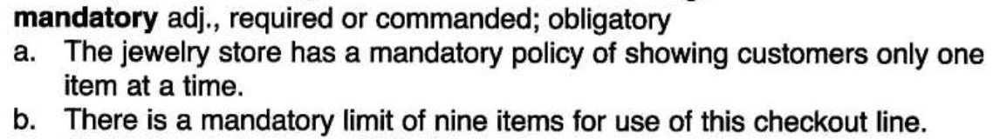 mandatory adj., required or commanded; obligatory
a. The jewelry store has a mandatory policy of showing customers only one
item at a time.
b. There is a mandatory limit of nine items for use of this checkout line.